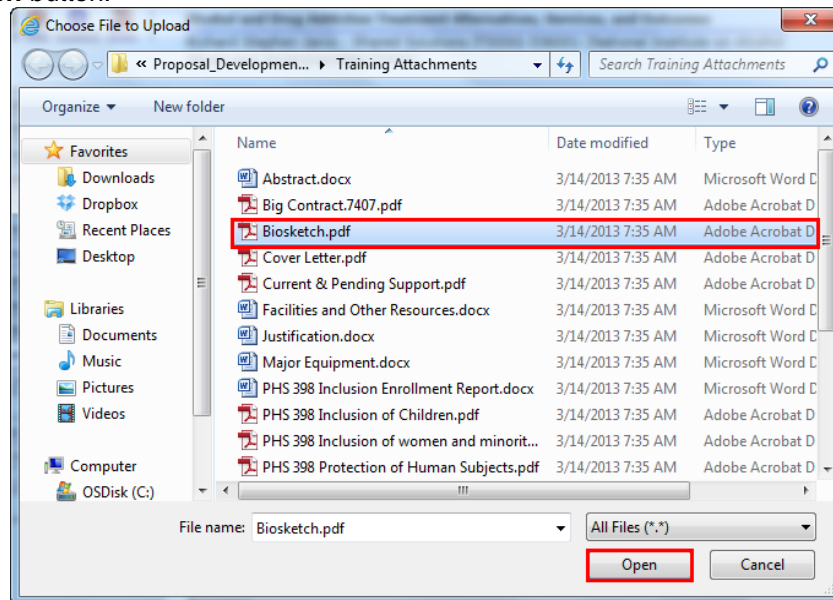 button.
Choose File to Upload
« Proposal_Developmen... ▸ Training Attachments
Search Training Attachments
Organize ▾ New folder
Name Date modified Type
Favorites
Downloads
Dropbox
Recent Places
Desktop
Libraries
Documents
Music
Pictures
Videos
Computer
OSDisk (C:)
Abstract.docx 3/14/2013 7:35 AM Microsoft Word D
Big Contract.7407.pdf 3/14/2013 7:35 AM Adobe Acrobat D
Biosketch.pdf 3/14/2013 7:35 AM Adobe Acrobat D
Cover Letter.pdf 3/14/2013 7:35 AM Adobe Acrobat D
Current & Pending Support.pdf 3/14/2013 7:35 AM Adobe Acrobat D
Facilities and Other Resources.docx 3/14/2013 7:35 AM Microsoft Word D
Justification.docx 3/14/2013 7:35 AM Microsoft Word D
Major Equipment.docx 3/14/2013 7:35 AM Microsoft Word D
PHS 398 Inclusion Enrollment Report.docx 3/14/2013 7:35 AM Microsoft Word D
PHS 398 Inclusion of Children.pdf 3/14/2013 7:35 AM Adobe Acrobat D
PHS 398 Inclusion of women and minorit... 3/14/2013 7:35 AM Adobe Acrobat D
PHS 398 Protection of Human Subjects.pdf 3/14/2013 7:35 AM Adobe Acrobat D
File name: Biosketch.pdf All Files (*.*)
Open Cancel